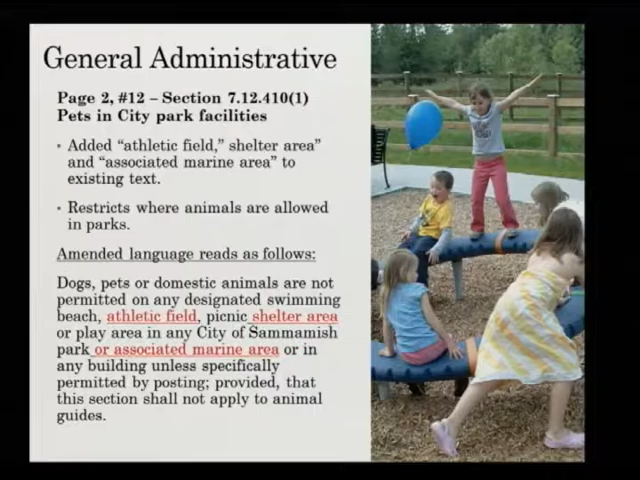 General Administrative
Page 2, #12 – Section 7.12.410(1)
Pets in City park facilities
▪ Added “athletic field,” shelter area”
and “associated marine area” to
existing text.
▪ Restricts where animals are allowed
in parks.
Amended language reads as follows:
Dogs, pets or domestic animals are not
permitted on any designated swimming
beach, athletic field, picnic shelter area
or play area in any City of Sammamish
park or associated marine area or in
any building unless specifically
permitted by posting; provided, that
this section shall not apply to animal
guides.